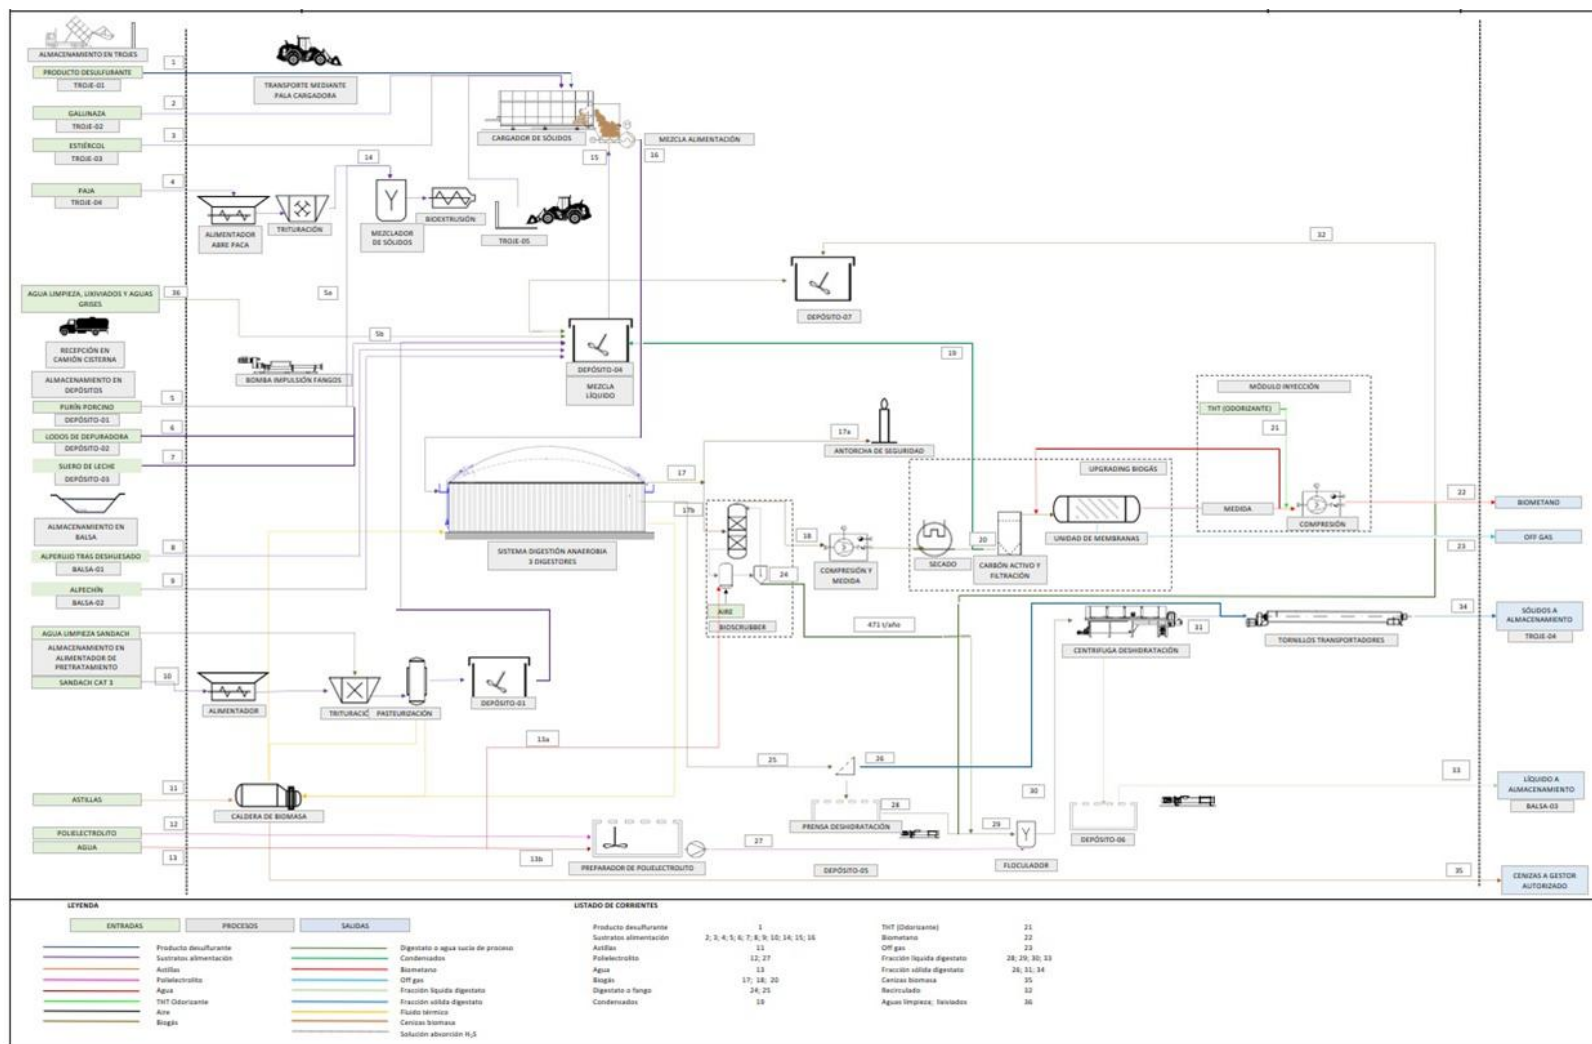 ALMACENAMIENTO EN TROJES
PRODUCTO DESULFURANTE
TROJE-01
1
TRANSPORTE MEDIANTE
PALA CARGADORA
GALLINAZA
TROJE-02
2
ESTIÉRCOL
TROJE-03
3
CARGADOR DE SÓLIDOS
MEZCLA ALIMENTACIÓN
14
15
16
PAJA
TROJE-04
4
ALIMENTADOR
ABRE PACA
TRITURACIÓN
MEZCLADOR
DE SÓLIDOS
BIOEXTRUSIÓN
TROJE-05
32
AGUA LIMPIEZA, LIXIVIADOS Y AGUAS
GRISES
36
5a
5b
DEPÓSITO-07
RECEPCIÓN EN
CAMIÓN CISTERNA
BOMBA IMPULSIÓN FANGOS
DEPÓSITO-04
MEZCLA
LÍQUIDO
19
ALMACENAMIENTO EN
DEPÓSITOS
PURÍN PORCINO
DEPÓSITO-01
5
LODOS DE DEPURADORA
DEPÓSITO-02
6
SUERO DE LECHE
DEPÓSITO-03
7
MÓDULO INYECCIÓN
THT (ODORIZANTE)
21
17a
ANTORCHA DE SEGURIDAD
UPGRADING BIOGÁS
17
17b
MEDIDA
COMPRESIÓN
22
BIOMETANO
ALMACENAMIENTO EN
BALSA
ALPERUJO TRAS DESHUESADO
BALSA-01
8
SISTEMA DIGESTIÓN ANAEROBIA
3 DIGESTORES
18
COMPRESIÓN Y
MEDIDA
SECADO
20
CARBÓN ACTIVO Y
FILTRACIÓN
UNIDAD DE MEMBRANAS
23
OFF GAS
ALPECHÍN
BALSA-02
9
24
AIRE
BIOSCRUBBER
471 t/año
AGUA LIMPIEZA SANDACH
ALMACENAMIENTO EN
ALIMENTADOR DE
PRETRATAMIENTO
SANDACH CAT 3
10
ALIMENTADOR
TRITURACIÓ
PASTEURIZACIÓN
DEPÓSITO-03
CENTRIFUGA DESHIDRATACIÓN
31
TORNILLOS TRANSPORTADORES
34
SÓLIDOS A
ALMACENAMIENTO
TROJE-04
13a
25
26
ASTILLAS
11
CALDERA DE BIOMASA
28
PRENSA DESHIDRATACIÓN
30
33
LÍQUIDO A
ALMACENAMIENTO
BALSA-03
POLIELECTROLITO
12
AGUA
13
13b
PREPARADOR DE POLIELECTROLITO
27
29
FLOCULADOR
DEPÓSITO-05
DEPÓSITO-06
35
CENIZAS A GESTOR
AUTORIZADO
LEYENDA
ENTRADAS
PROCESOS
SALIDAS
Producto desulfurante
Sustratos alimentación
Astillas
Polielectrolito
Agua
THT Odorizante
Aire
Biogás
Digestato o agua sucia de proceso
Condensados
Biometano
Off gas
Fracción líquida digestato
Fracción sólida digestato
Fluido térmico
Cenizas biomasa
Solución absorción H₂S
LISTADO DE CORRIENTES
Producto desulfurante 1
Sustratos alimentación 2; 3; 4; 5; 6; 7; 8; 9; 10; 14; 15; 16
Astillas 11
Polielectrolito 12; 27
Agua 13
Biogás 17; 18; 20
Digestato o fango 24; 25
Condensados 19
THT (Odorizante) 21
Biometano 22
Off gas 23
Fracción líquida digestato 28; 29; 30; 33
Fracción sólida digestato 26; 31; 34
Cenizas biomasa 35
Recirculado 32
Aguas limpieza; lixiviados 36